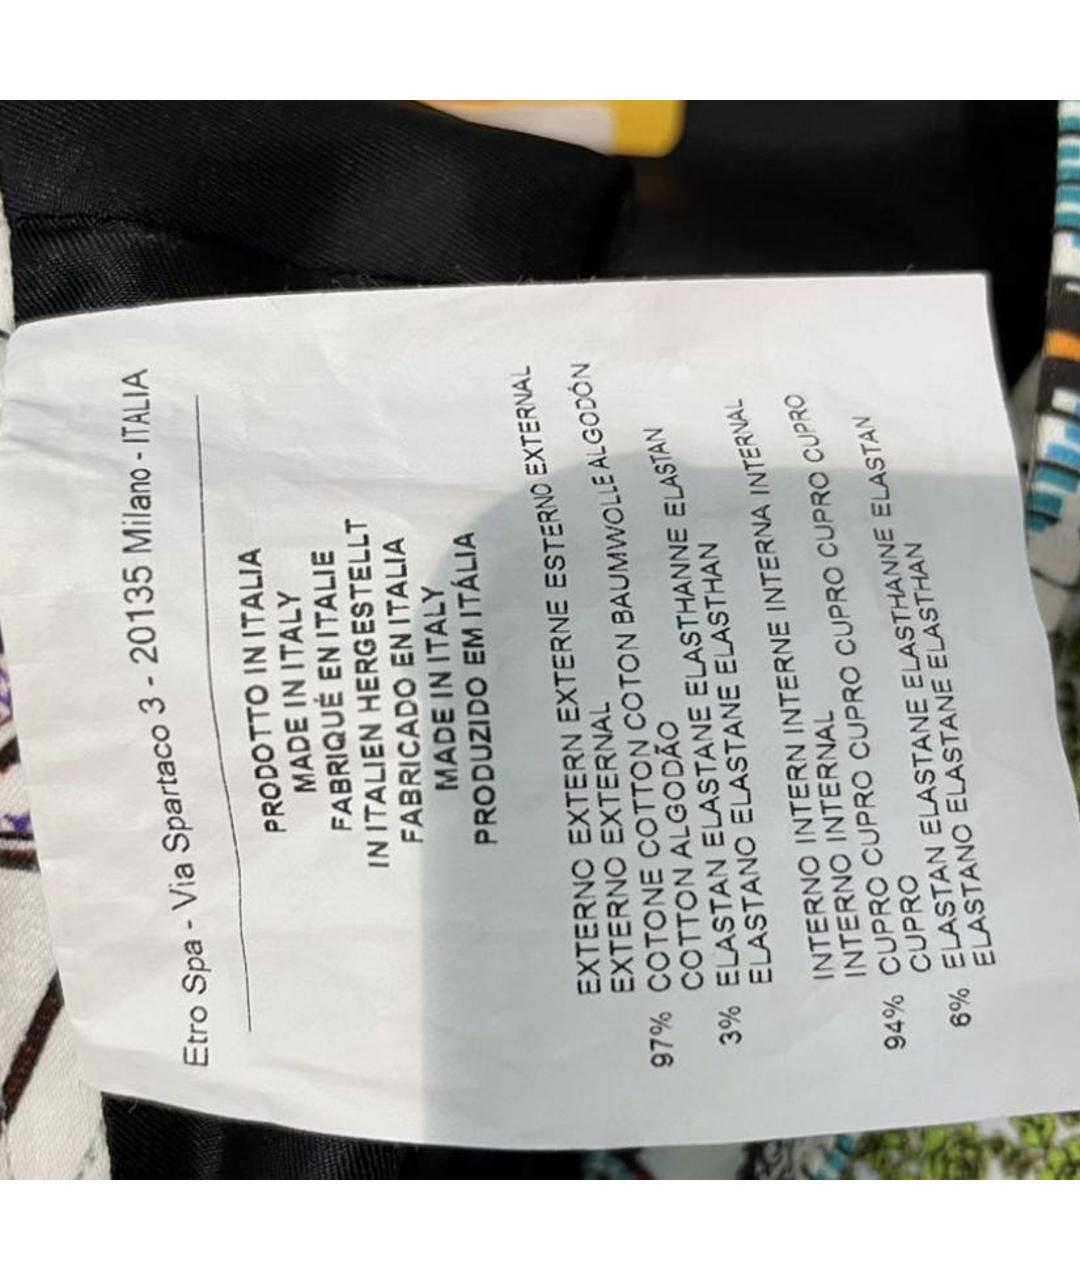 Etro Spa - Via Spartaco 3 - 20135 Milano - ITALIA
PRODOTTO IN ITALIA
MADE IN ITALY
FABRIQUÉ EN ITALIE
IN ITALIEN HERGESTELLT
FABRICADO EN ITALIA
MADE IN ITALY
PRODUZIDO EM ITÁLIA
EXTERNO EXTERN EXTERNE ESTERNO EXTERNAL
EXTERNO EXTERNAL
97% COTONE COTTON COTON BAUMWOLLE ALGODÓN
COTTON ALGODÃO
3% ELASTAN ELASTANE ELASTHANNE ELASTAN
ELASTANO ELASTANE ELASTHAN
INTERNO INTERN INTERNE INTERNA INTERNAL
INTERNO INTERNAL
94% CUPRO CUPRO CUPRO CUPRO CUPRO CUPRO
CUPRO
6% ELASTAN ELASTANE ELASTHANNE ELASTAN
ELASTANO ELASTANE ELASTHAN